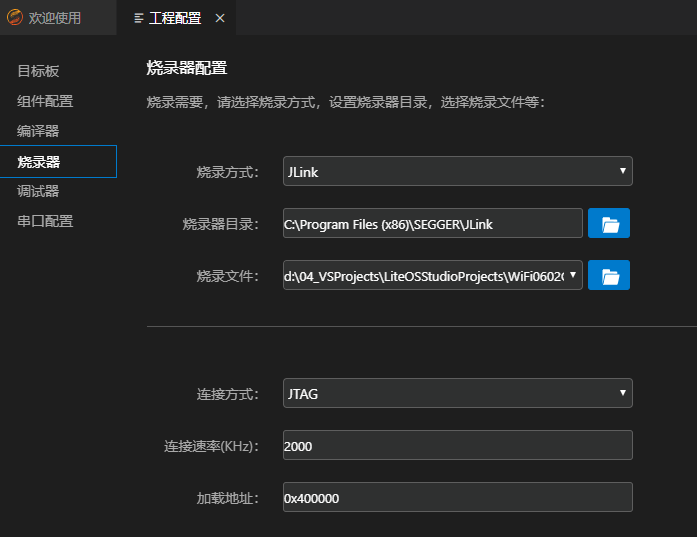 欢迎使用 工程配置
目标板
组件配置
编译器
烧录器
调试器
串口配置
烧录器配置
烧录需要，请选择烧录方式，设置烧录器目录，选择烧录文件等：
烧录方式： JLink
烧录器目录： C:\Program Files (x86)\SEGGER\JLink
烧录文件： d:\04_VSProjects\LiteOSStudioProjects\WiFi0602
连接方式： JTAG
连接速率(KHz)： 2000
加载地址： 0x400000